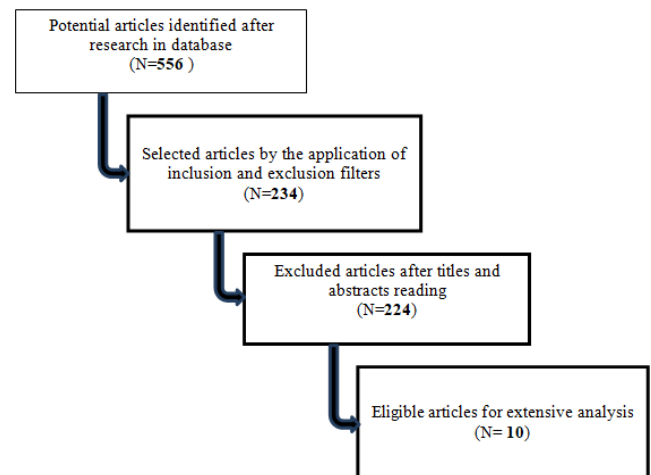 Potential articles identified after
research in database
(N=556 )
Selected articles by the application of
inclusion and exclusion filters
(N=234)
Excluded articles after titles and
abstracts reading
(N=224)
Eligible articles for extensive analysis
(N= 10)